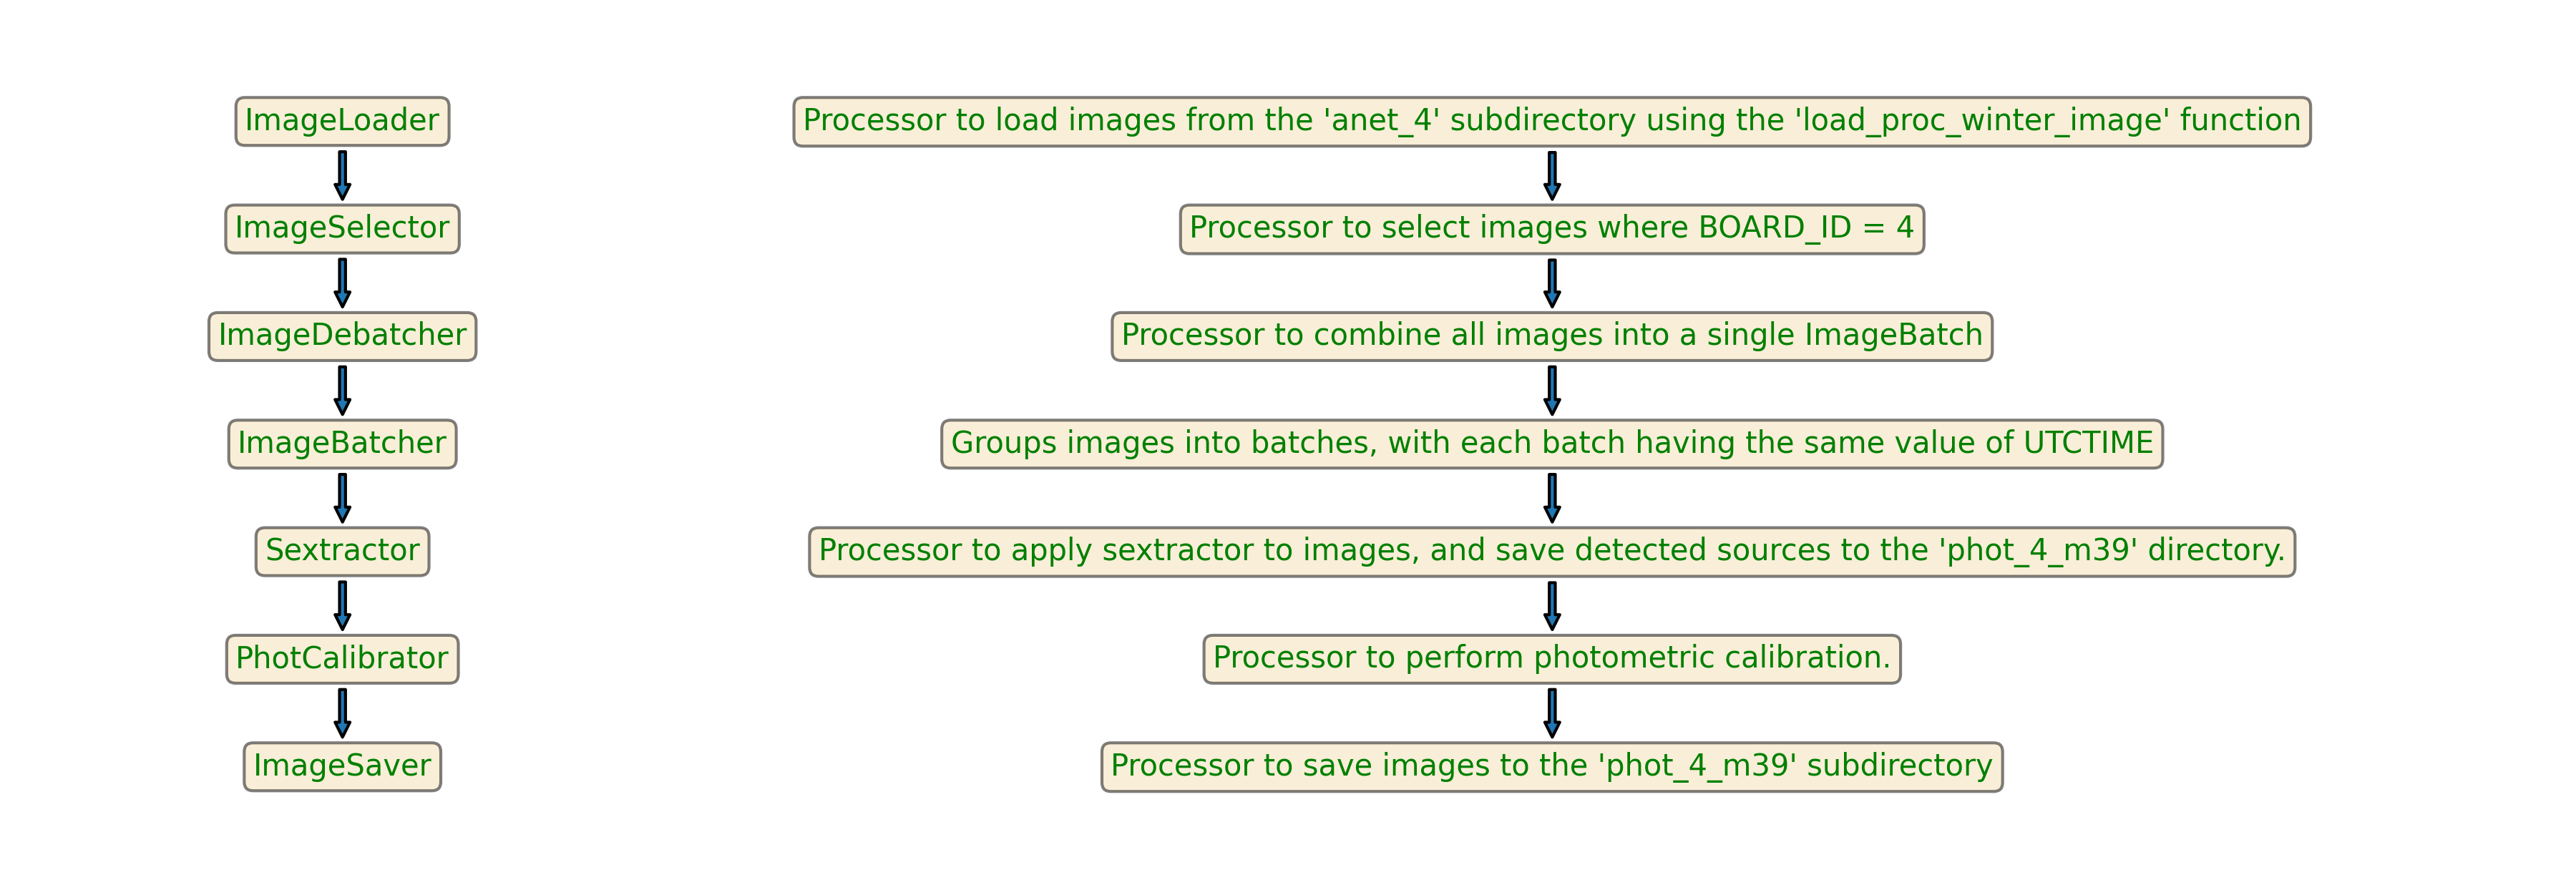 ImageLoader
Processor to load images from the 'anet_4' subdirectory using the 'load_proc_winter_image' function
ImageSelector
Processor to select images where BOARD_ID = 4
ImageDebatcher
Processor to combine all images into a single ImageBatch
ImageBatcher
Groups images into batches, with each batch having the same value of UTCTIME
Sextractor
Processor to apply sextractor to images, and save detected sources to the 'phot_4_m39' directory.
PhotCalibrator
Processor to perform photometric calibration.
ImageSaver
Processor to save images to the 'phot_4_m39' subdirectory